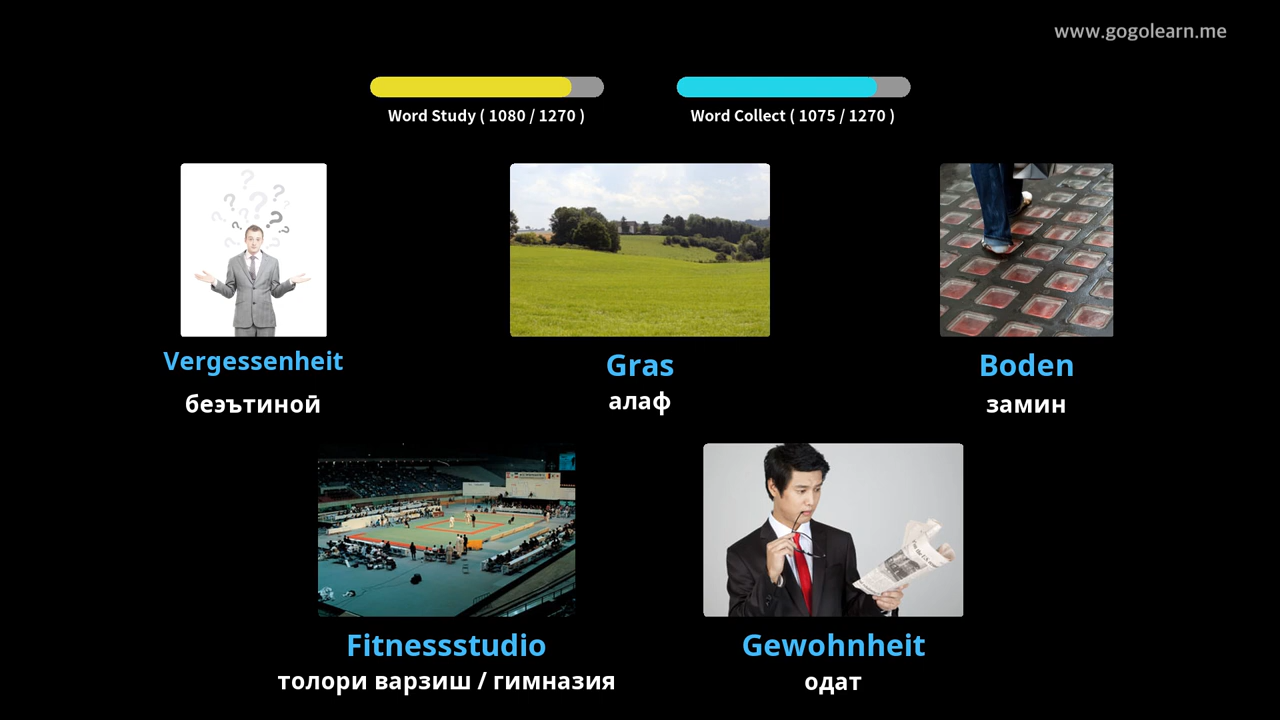 www.gogolearn.me
Word Study ( 1080 / 1270 )
Word Collect ( 1075 / 1270 )
Vergessenheit
беэътиноӣ
Gras
алаф
Boden
замин
Fitnessstudio
толори варзиш / гимназия
Gewohnheit
одат